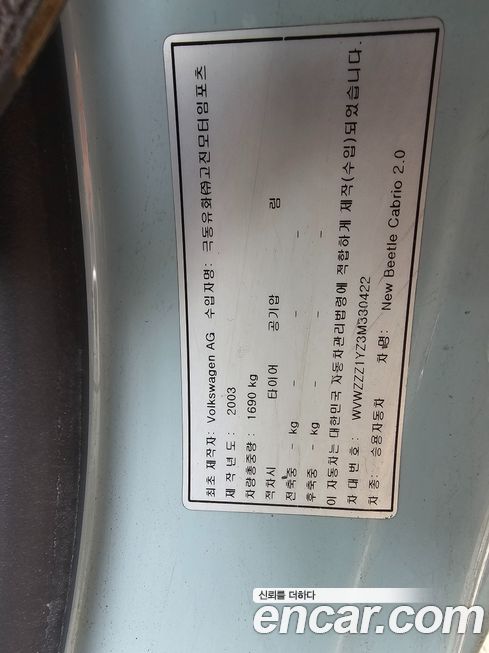 최초 제작자: Volkswagen AG 수입자명: 극동유화㈜고진모터임포츠
제 작 년 도 : 2003
차량총중량 : 1690 kg
적차시 타이어 공기압 림
전축중 - kg - - -
후축중 - kg - - -
이 자동차는 대한민국 자동차관리법령에 적합하게 제작(수입)되었습니다.
차 대 번 호 : WVWZZZ1YZ3M330422
차 종 : 승용자동차 차 명: New Beetle Cabrio 2.0
신뢰를 더하다
encar.com